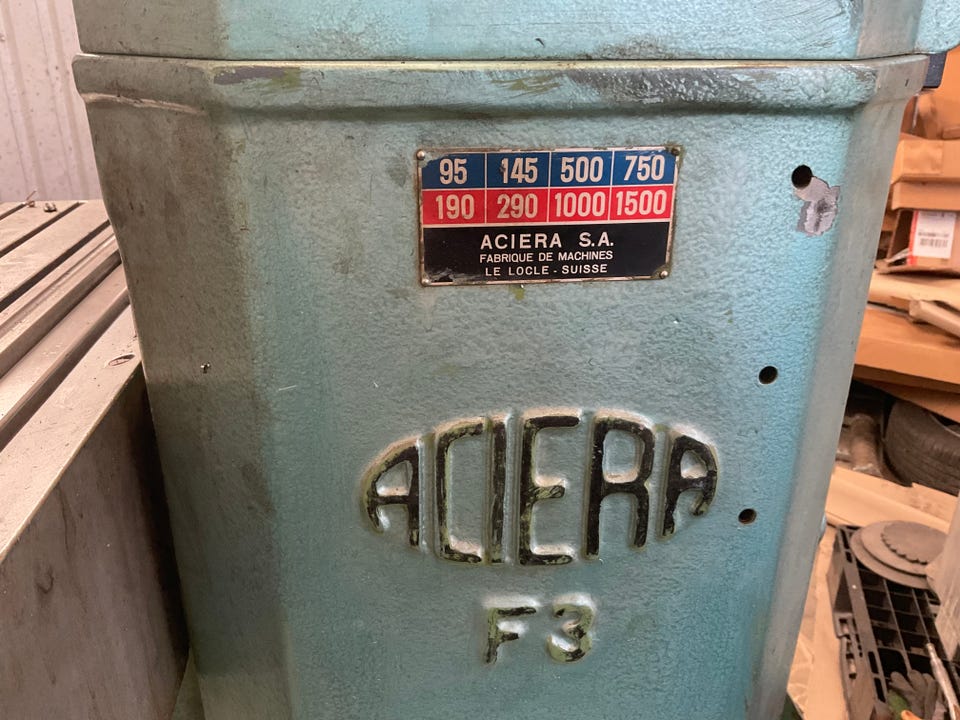 95 145 500 750
190 290 1000 1500
ACIERA S.A.
FABRIQUE DE MACHINES
LE LOCLE - SUISSE
ACIERA
F3